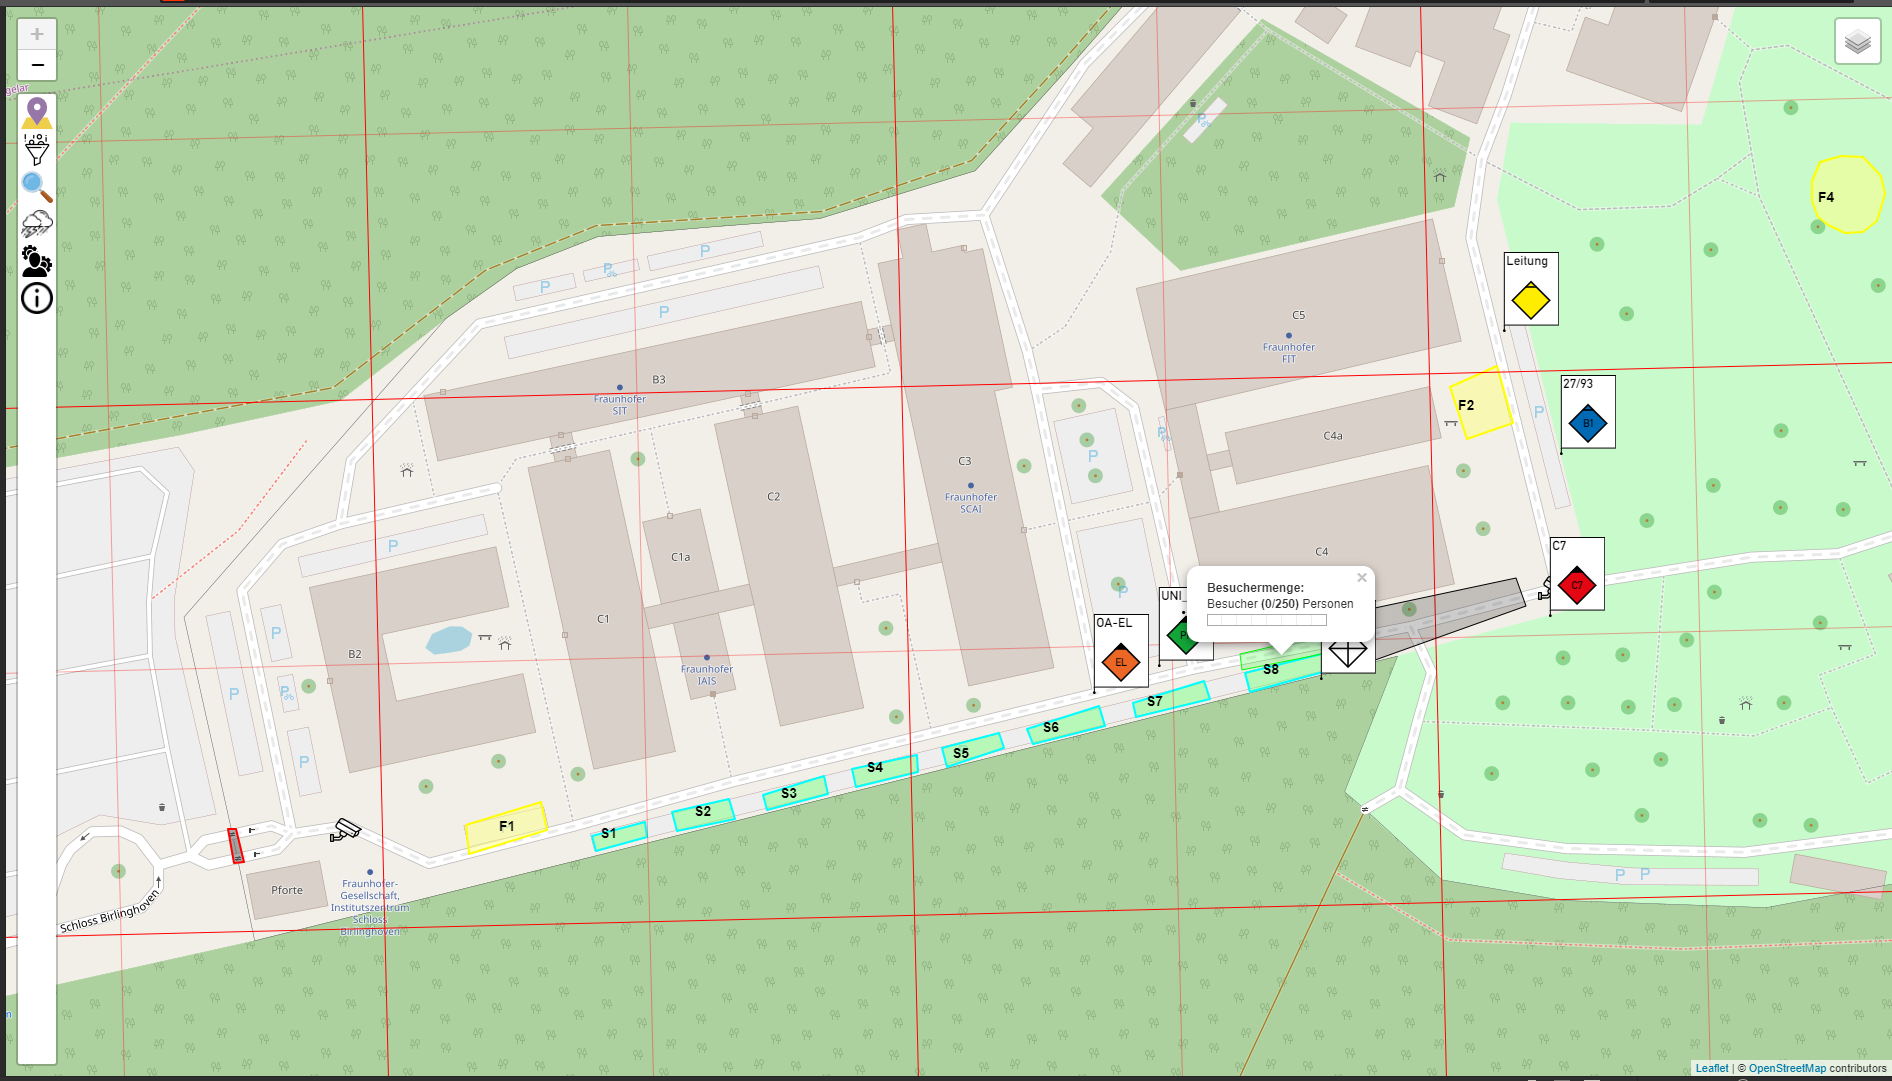 +
−
gelar
P
P
P
P
P
F4
Leitung
C5
Fraunhofer
FIT
B3
Fraunhofer
SIT
27/93
B1
F2
P
C4a
P
P
C3
Fraunhofer
SCAI
C2
C7
C7
P
C1a
C4
×
Besuchermenge:
Besucher (0/250) Personen
UNI_
P
OA-EL
EL
C1
P
B2
P
P
Fraunhofer
IAIS
S8
S7
S6
S5
S4
S3
S2
S1
P
F1
Pforte
Fraunhofer-
Gesellschaft,
Institutszentrum
Schloss
Birlinghoven
Schloss Birlinghoven
P P
Leaflet | © OpenStreetMap contributors